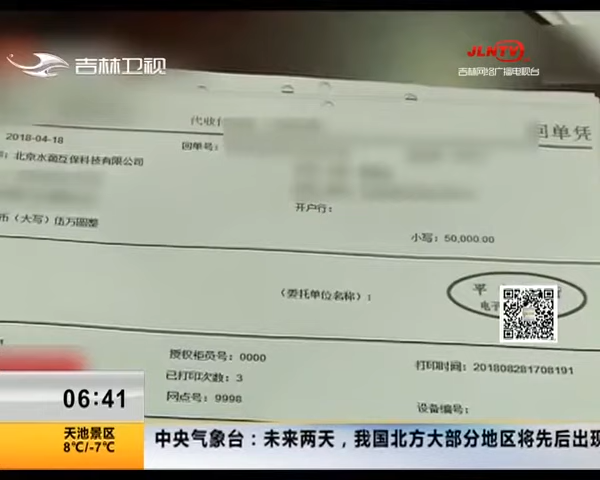 吉林卫视
JLNTV
吉林网络广播电视台
代收
回单凭
2018-04-18
回单号:
北京水滴互保科技有限公司
开户行:
币(大写)伍万圆整
小写:50,000.00
(委托单位名称):
平
电子
授权柜员号:0000
已打印次数:3
打印时间:201808281708191
网点号:9998
设备编号:
06:41
天池景区
8℃/-7℃
中央气象台:未来两天,我国北方大部分地区将先后出现